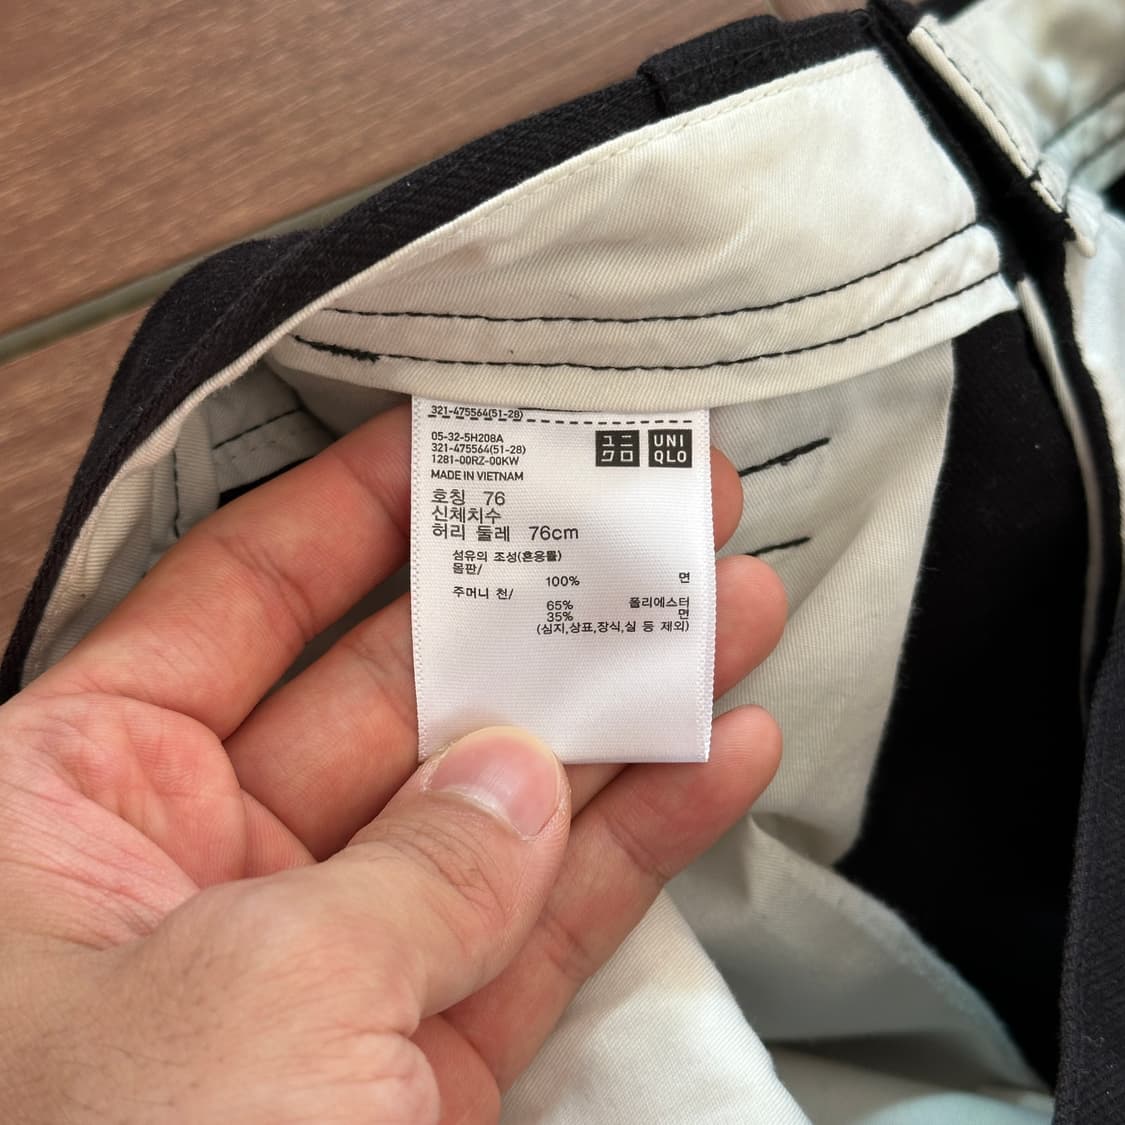 321-475564(51-28)
05-32-5H208A
321-475564(51-28)
1281-00RZ-00KW
MADE IN VIETNAM
ユニ
クロ
UNI
QLO
호칭 76
신체치수
허리 둘레 76cm
섬유의 조성(혼용률)
몸판/
100% 면
주머니 천/
65% 폴리에스터
35% 면
(심지,상표,장식,실 등 제외)